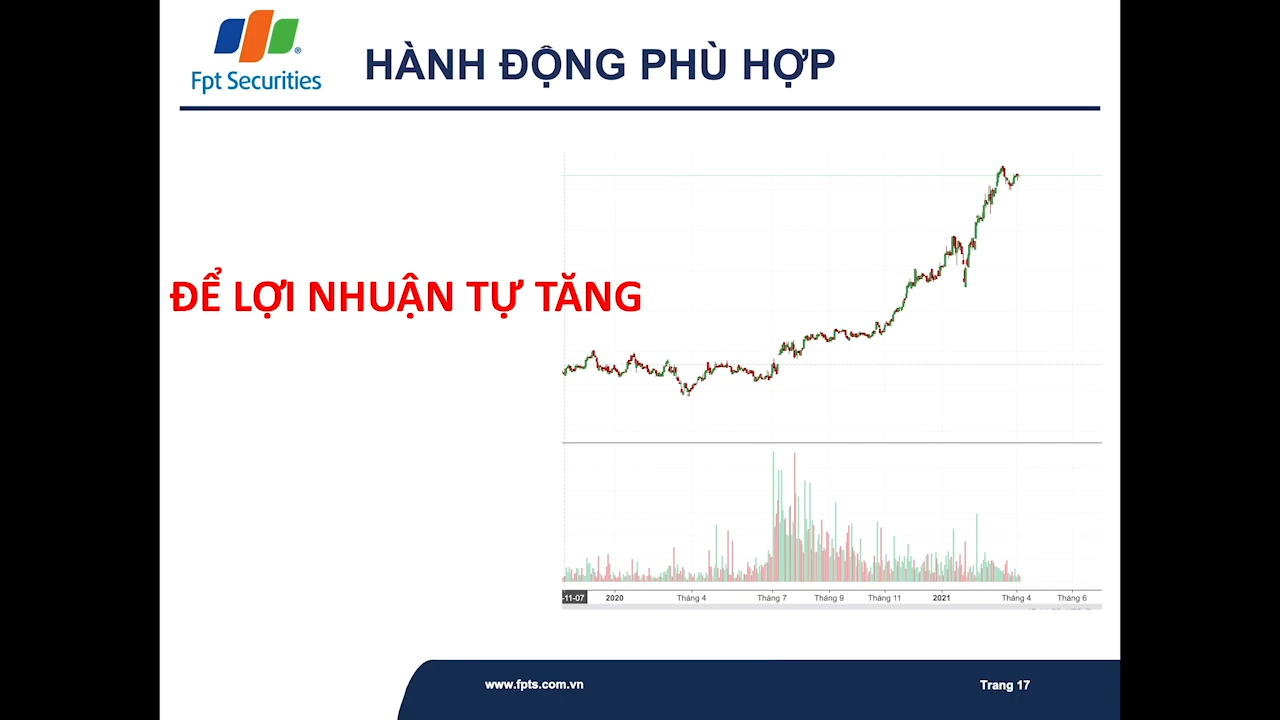 Fpt Securities
®
HÀNH ĐỘNG PHÙ HỢP
ĐỂ LỢI NHUẬN TỰ TĂNG
-11-07 2020 Tháng 4 Tháng 7 Tháng 9 Tháng 11 2021 Tháng 4 Tháng 6
www.fpts.com.vn
Trang 17